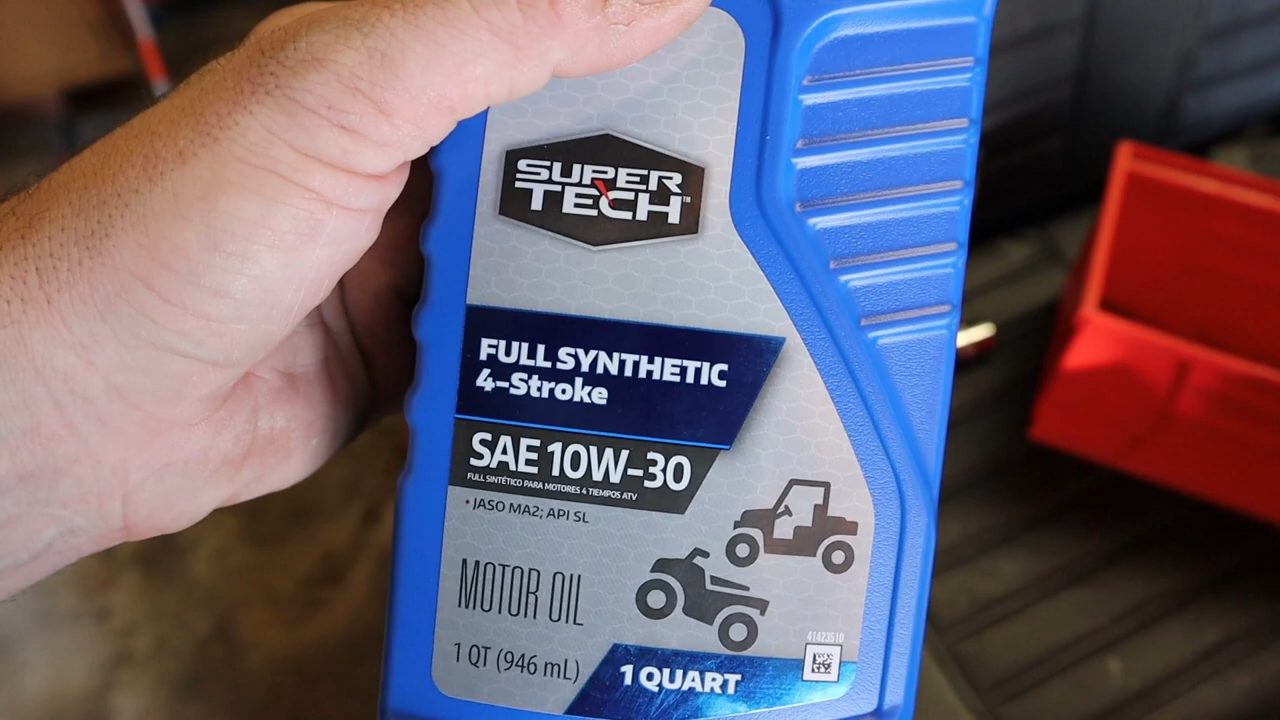 SUPER
TECH™
FULL SYNTHETIC
4-Stroke
SAE 10W-30
FULL SINTÉTICO PARA MOTORES 4 TIEMPOS ATV
• JASO MA2; API SL
MOTOR OIL
1 QT (946 mL)
1 QUART
41423510